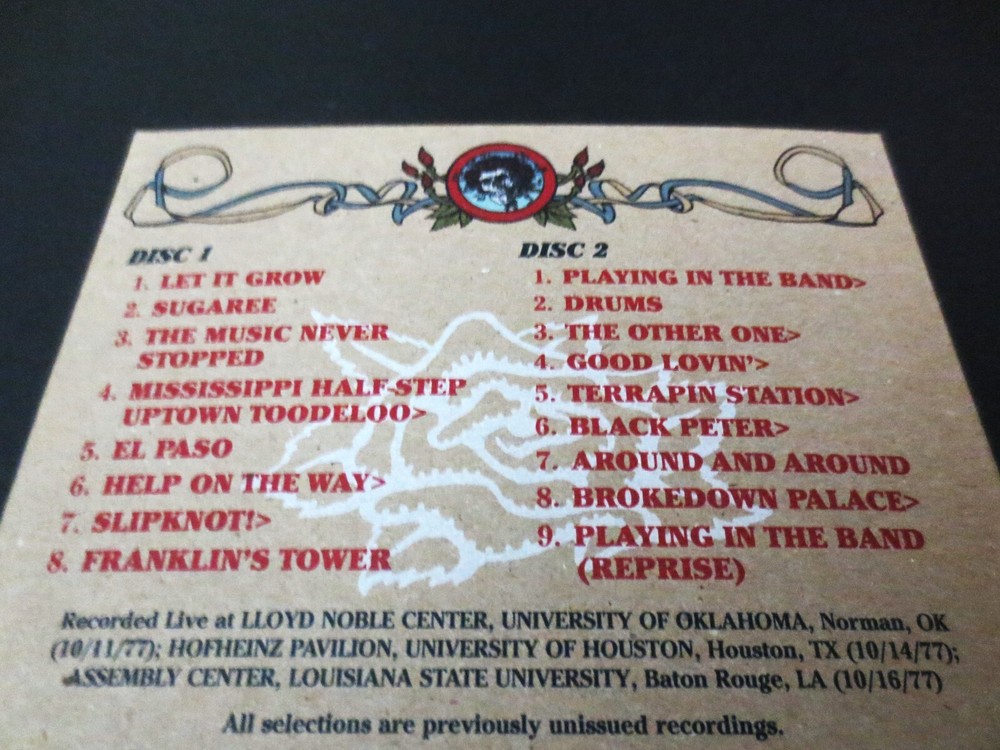 DISC 1
1. LET IT GROW
2. SUGAREE
3. THE MUSIC NEVER
STOPPED
4. MISSISSIPPI HALF-STEP
UPTOWN TOODELOO>
5. EL PASO
6. HELP ON THE WAY>
7. SLIPKNOT!>
8. FRANKLIN'S TOWER
DISC 2
1. PLAYING IN THE BAND>
2. DRUMS
3. THE OTHER ONE>
4. GOOD LOVIN'>
5. TERRAPIN STATION>
6. BLACK PETER>
7. AROUND AND AROUND
8. BROKEDOWN PALACE>
9. PLAYING IN THE BAND
(REPRISE)
Recorded Live at LLOYD NOBLE CENTER, UNIVERSITY OF OKLAHOMA, Norman, OK
(10/11/77); HOFHEINZ PAVILION, UNIVERSITY OF HOUSTON, Houston, TX (10/14/77);
ASSEMBLY CENTER, LOUISIANA STATE UNIVERSITY, Baton Rouge, LA (10/16/77)
All selections are previously unissued recordings.